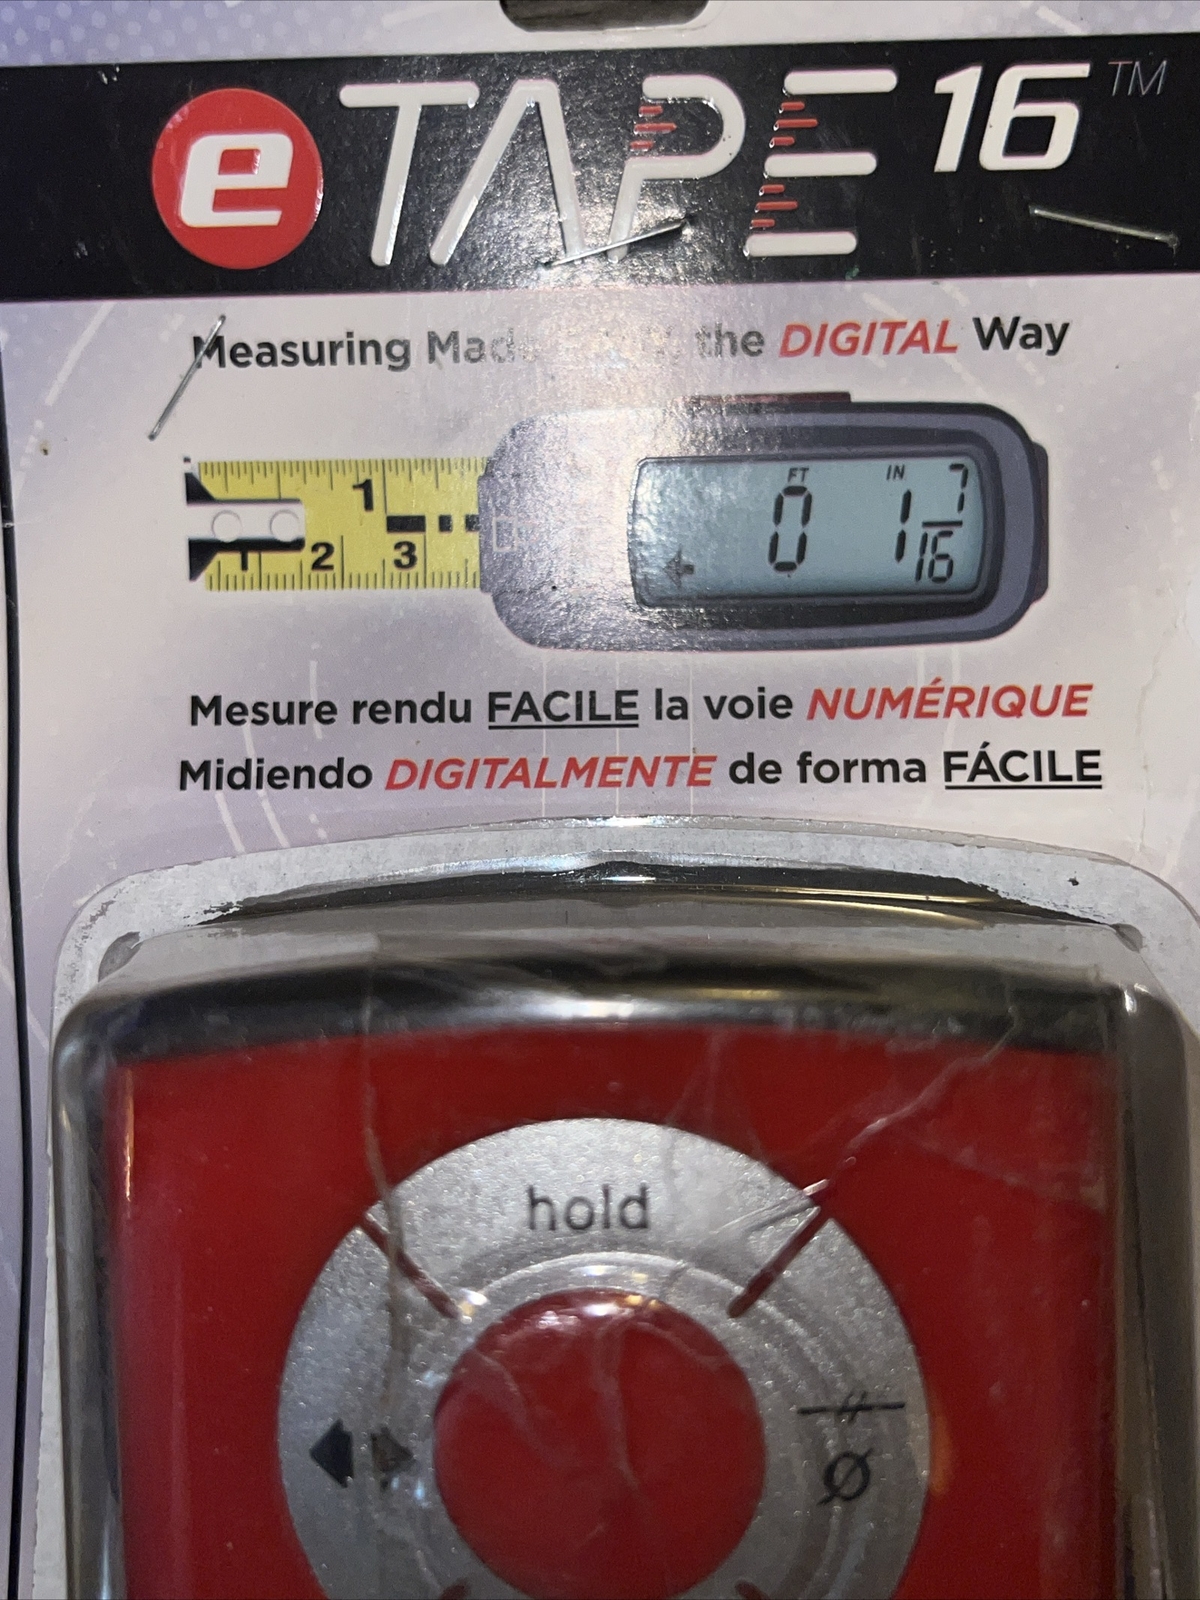 eTAPE16™
Measuring Made the DIGITAL Way
1
1 2 3
FT IN
0 1 7/16
Mesure rendu FACILE la voie NUMÉRIQUE
Midiendo DIGITALMENTE de forma FÁCILE
hold
Ø